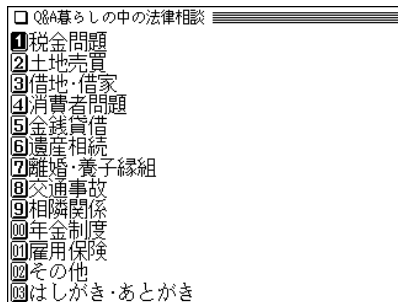 Q&A暮らしの中の法律相談
1税金問題
2土地売買
3借地・借家
4消費者問題
5金銭貸借
6遺産相続
7離婚・養子縁組
8交通事故
9相隣関係
00年金制度
01雇用保険
02その他
03はしがき・あとがき